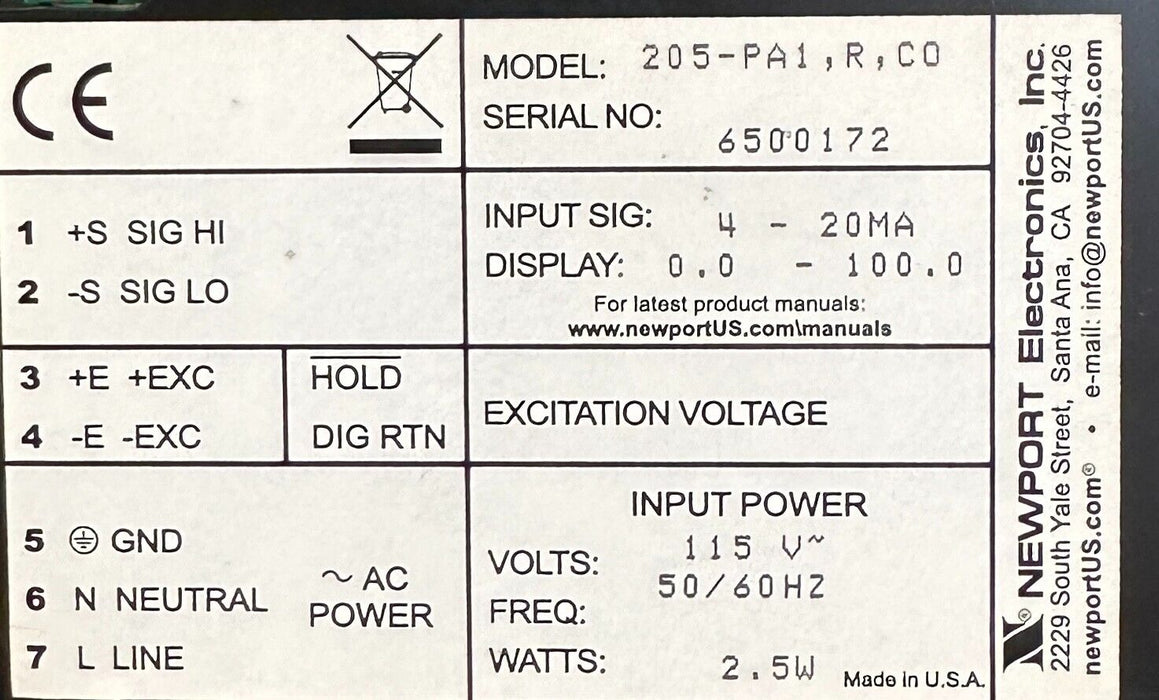 CE
MODEL: 205-PA1,R,CO
SERIAL NO: 6500172
1 +S SIG HI
2 -S SIG LO
INPUT SIG: 4 - 20MA
DISPLAY: 0.0 - 100.0
For latest product manuals:
www.newportUS.com\manuals
3 +E +EXC HOLD
4 -E -EXC DIG RTN
EXCITATION VOLTAGE
5 GND
6 N NEUTRAL
7 L LINE
~ AC
POWER
INPUT POWER
VOLTS: 115 V~
FREQ: 50/60HZ
WATTS: 2.5W
Made in U.S.A.
N® NEWPORT Electronics, Inc.
2229 South Yale Street, Santa Ana, CA 92704-4426
newportUS.com® • e-mail: info@newportUS.com